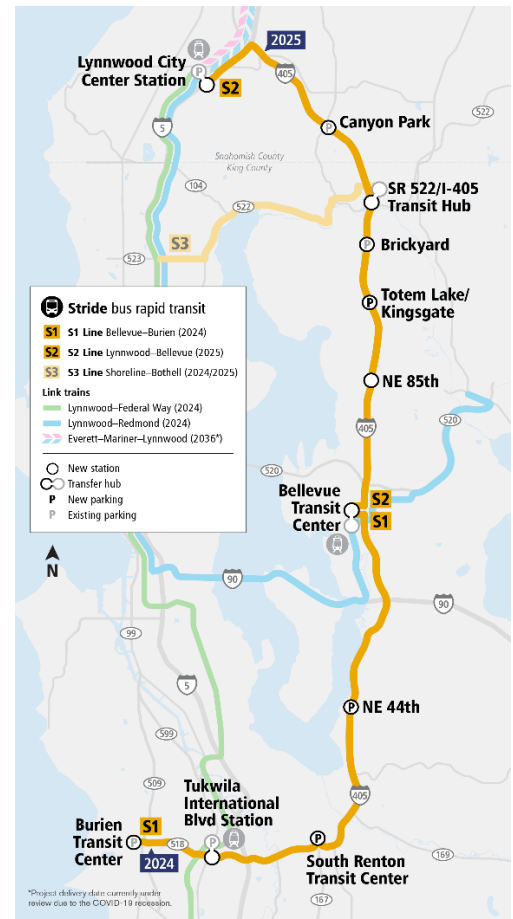 2025
Lynnwood City
Center Station
P
S2
405
5
Canyon Park
P
522
Snohomish County
King County
104
SR 522/I-405
Transit Hub
522
Brickyard
P
S3
523
Totem Lake/
Kingsgate
P
Stride bus rapid transit
S1 S1 Line Bellevue–Burien (2024)
S2 S2 Line Lynnwood–Bellevue (2025)
S3 S3 Line Shoreline–Bothell (2024/2025)
Link trains
Lynnwood–Federal Way (2024)
Lynnwood–Redmond (2024)
Everett–Mariner–Lynnwood (2036*)
New station
Transfer hub
P New parking
P Existing parking
NE 85th
405
520
520
Bellevue
Transit
Center
S2
S1
N
90
90
99
5
NE 44th
P
599
509
405
Tukwila
International
Blvd Station
P
Burien
Transit
Center
P
S1
518
2024
P
South Renton
Transit Center
169
167
*Project delivery date currently under
review due to the COVID-19 recession.